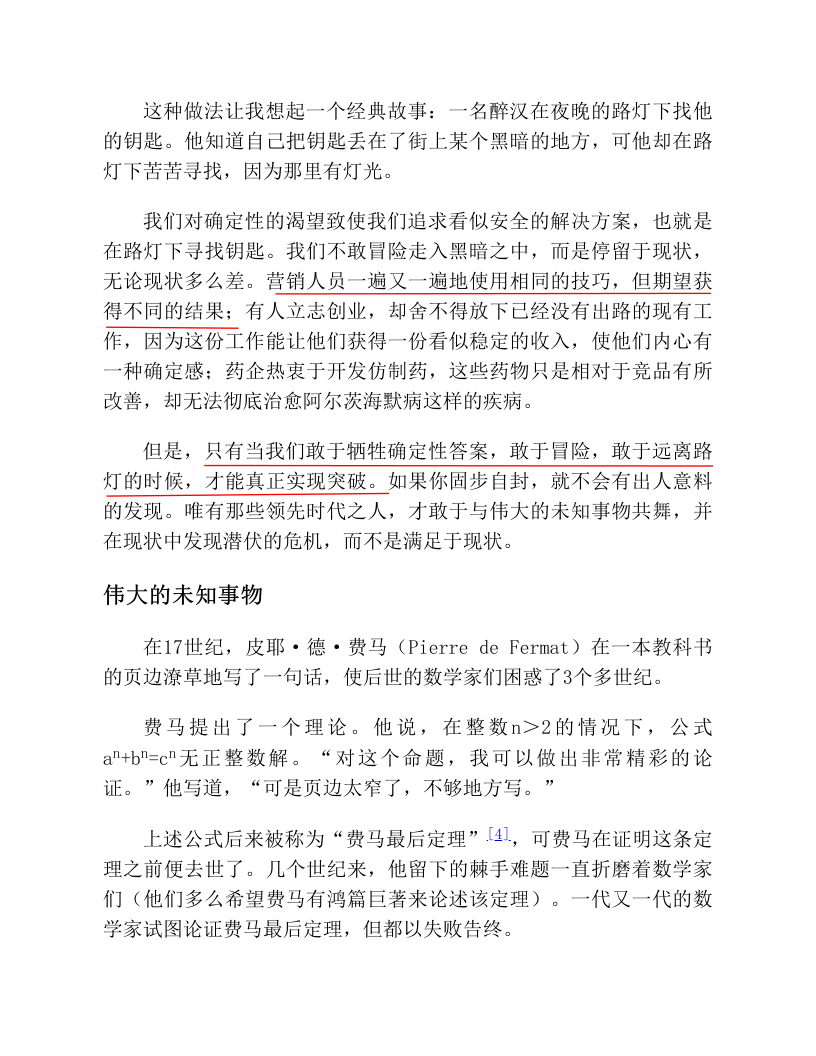 这种做法让我想起一个经典故事：一名醉汉在夜晚的路灯下找他
的钥匙。他知道自己把钥匙丢在了街上某个黑暗的地方，可他却在路
灯下苦苦寻找，因为那里有灯光。
我们对确定性的渴望致使我们追求看似安全的解决方案，也就是
在路灯下寻找钥匙。我们不敢冒险走入黑暗之中，而是停留于现状，
无论现状多么差。营销人员一遍又一遍地使用相同的技巧，但期望获
得不同的结果；有人立志创业，却舍不得放下已经没有出路的现有工
作，因为这份工作能让他们获得一份看似稳定的收入，使他们内心有
一种确定感；药企热衷于开发仿制药，这些药物只是相对于竞品有所
改善，却无法彻底治愈阿尔茨海默病这样的疾病。
但是，只有当我们敢于牺牲确定性答案，敢于冒险，敢于远离路
灯的时候，才能真正实现突破。如果你固步自封，就不会有出人意料
的发现。唯有那些领先时代之人，才敢于与伟大的未知事物共舞，并
在现状中发现潜伏的危机，而不是满足于现状。
伟大的未知事物
在17世纪，皮耶·德·费马（Pierre de Fermat）在一本教科书
的页边潦草地写了一句话，使后世的数学家们困惑了3个多世纪。
费马提出了一个理论。他说，在整数n＞2的情况下，公式
aⁿ+bⁿ=cⁿ无正整数解。“对这个命题，我可以做出非常精彩的论
证。”他写道，“可是页边太窄了，不够地方写。”
上述公式后来被称为“费马最后定理”[4]，可费马在证明这条定
理之前便去世了。几个世纪来，他留下的棘手难题一直折磨着数学家
们（他们多么希望费马有鸿篇巨著来论述该定理）。一代又一代的数
学家试图论证费马最后定理，但都以失败告终。